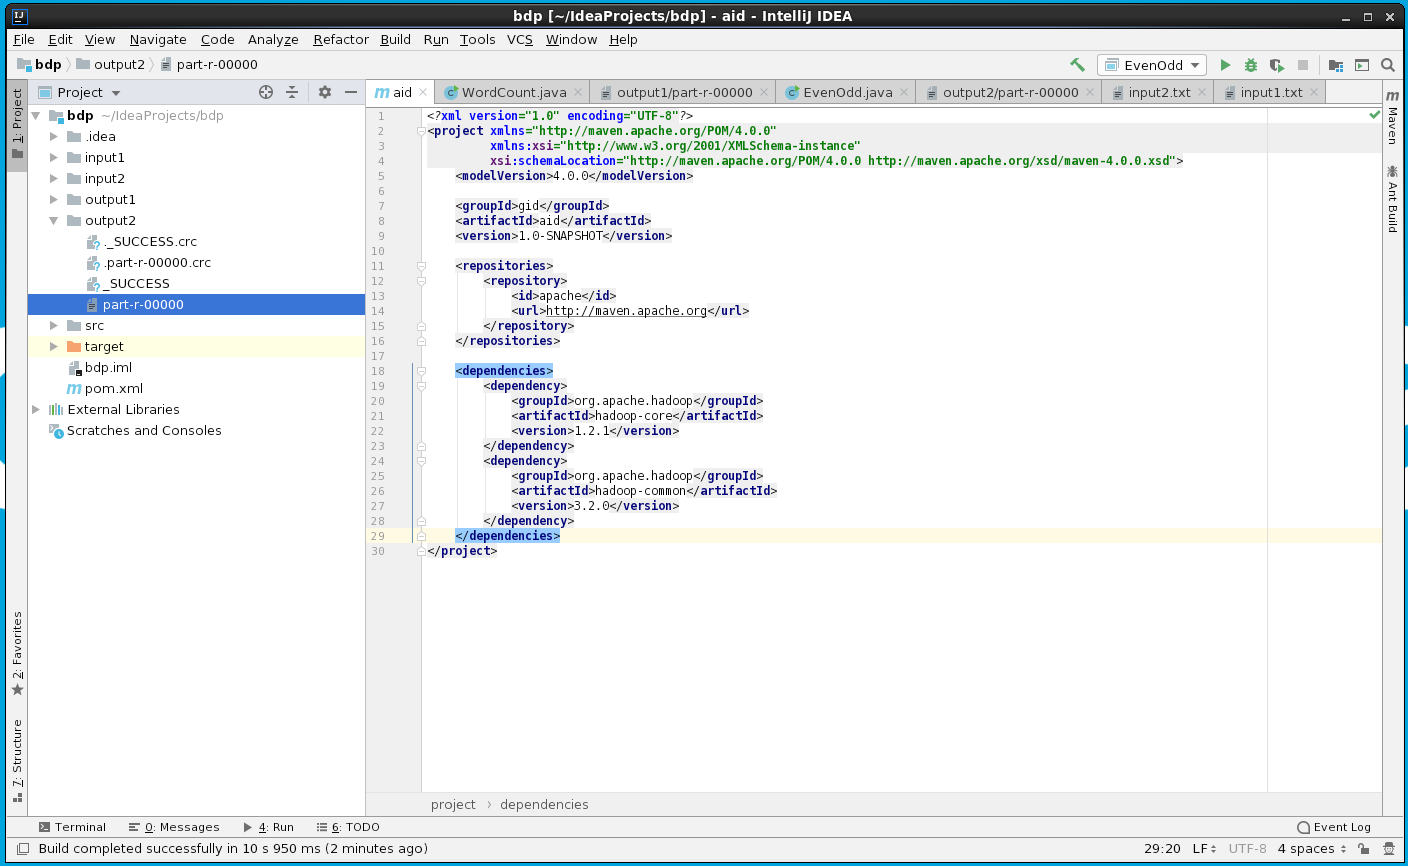 bdp [~/IdeaProjects/bdp] - aid - IntelliJ IDEA
File Edit View Navigate Code Analyze Refactor Build Run Tools VCS Window Help
bdp output2 part-r-00000
EvenOdd
Project
aid WordCount.java output1/part-r-00000 EvenOdd.java output2/part-r-00000 input2.txt input1.txt
1: Project
2: Favorites
7: Structure
bdp ~/IdeaProjects/bdp
.idea
input1
input2
output1
output2
._SUCCESS.crc
.part-r-00000.crc
_SUCCESS
part-r-00000
src
target
bdp.iml
pom.xml
External Libraries
Scratches and Consoles
1 <?xml version="1.0" encoding="UTF-8"?>
2 <project xmlns="http://maven.apache.org/POM/4.0.0"
3 xmlns:xsi="http://www.w3.org/2001/XMLSchema-instance"
4 xsi:schemaLocation="http://maven.apache.org/POM/4.0.0 http://maven.apache.org/xsd/maven-4.0.0.xsd">
5 <modelVersion>4.0.0</modelVersion>
6
7 <groupId>gid</groupId>
8 <artifactId>aid</artifactId>
9 <version>1.0-SNAPSHOT</version>
10
11 <repositories>
12 <repository>
13 <id>apache</id>
14 <url>http://maven.apache.org</url>
15 </repository>
16 </repositories>
17
18 <dependencies>
19 <dependency>
20 <groupId>org.apache.hadoop</groupId>
21 <artifactId>hadoop-core</artifactId>
22 <version>1.2.1</version>
23 </dependency>
24 <dependency>
25 <groupId>org.apache.hadoop</groupId>
26 <artifactId>hadoop-common</artifactId>
27 <version>3.2.0</version>
28 </dependency>
29 </dependencies>
30 </project>
Maven
Ant Build
project › dependencies
Terminal 0: Messages 4: Run 6: TODO Event Log
Build completed successfully in 10 s 950 ms (2 minutes ago) 29:20 LF UTF-8 4 spaces